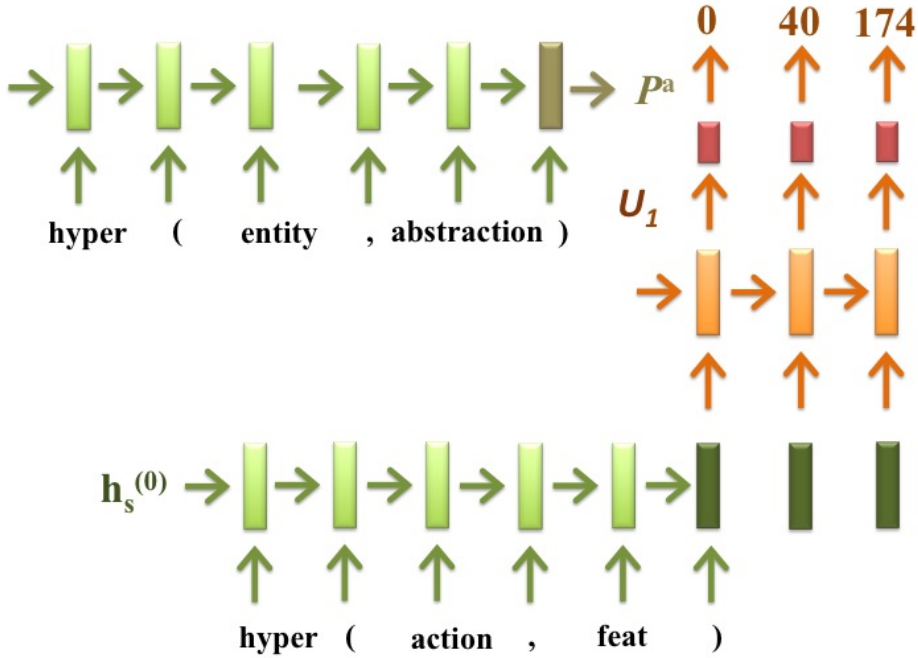 0 40 174
Pᵃ
U₁
hyper ( entity , abstraction )
hₛ⁽⁰⁾
hyper ( action , feat )